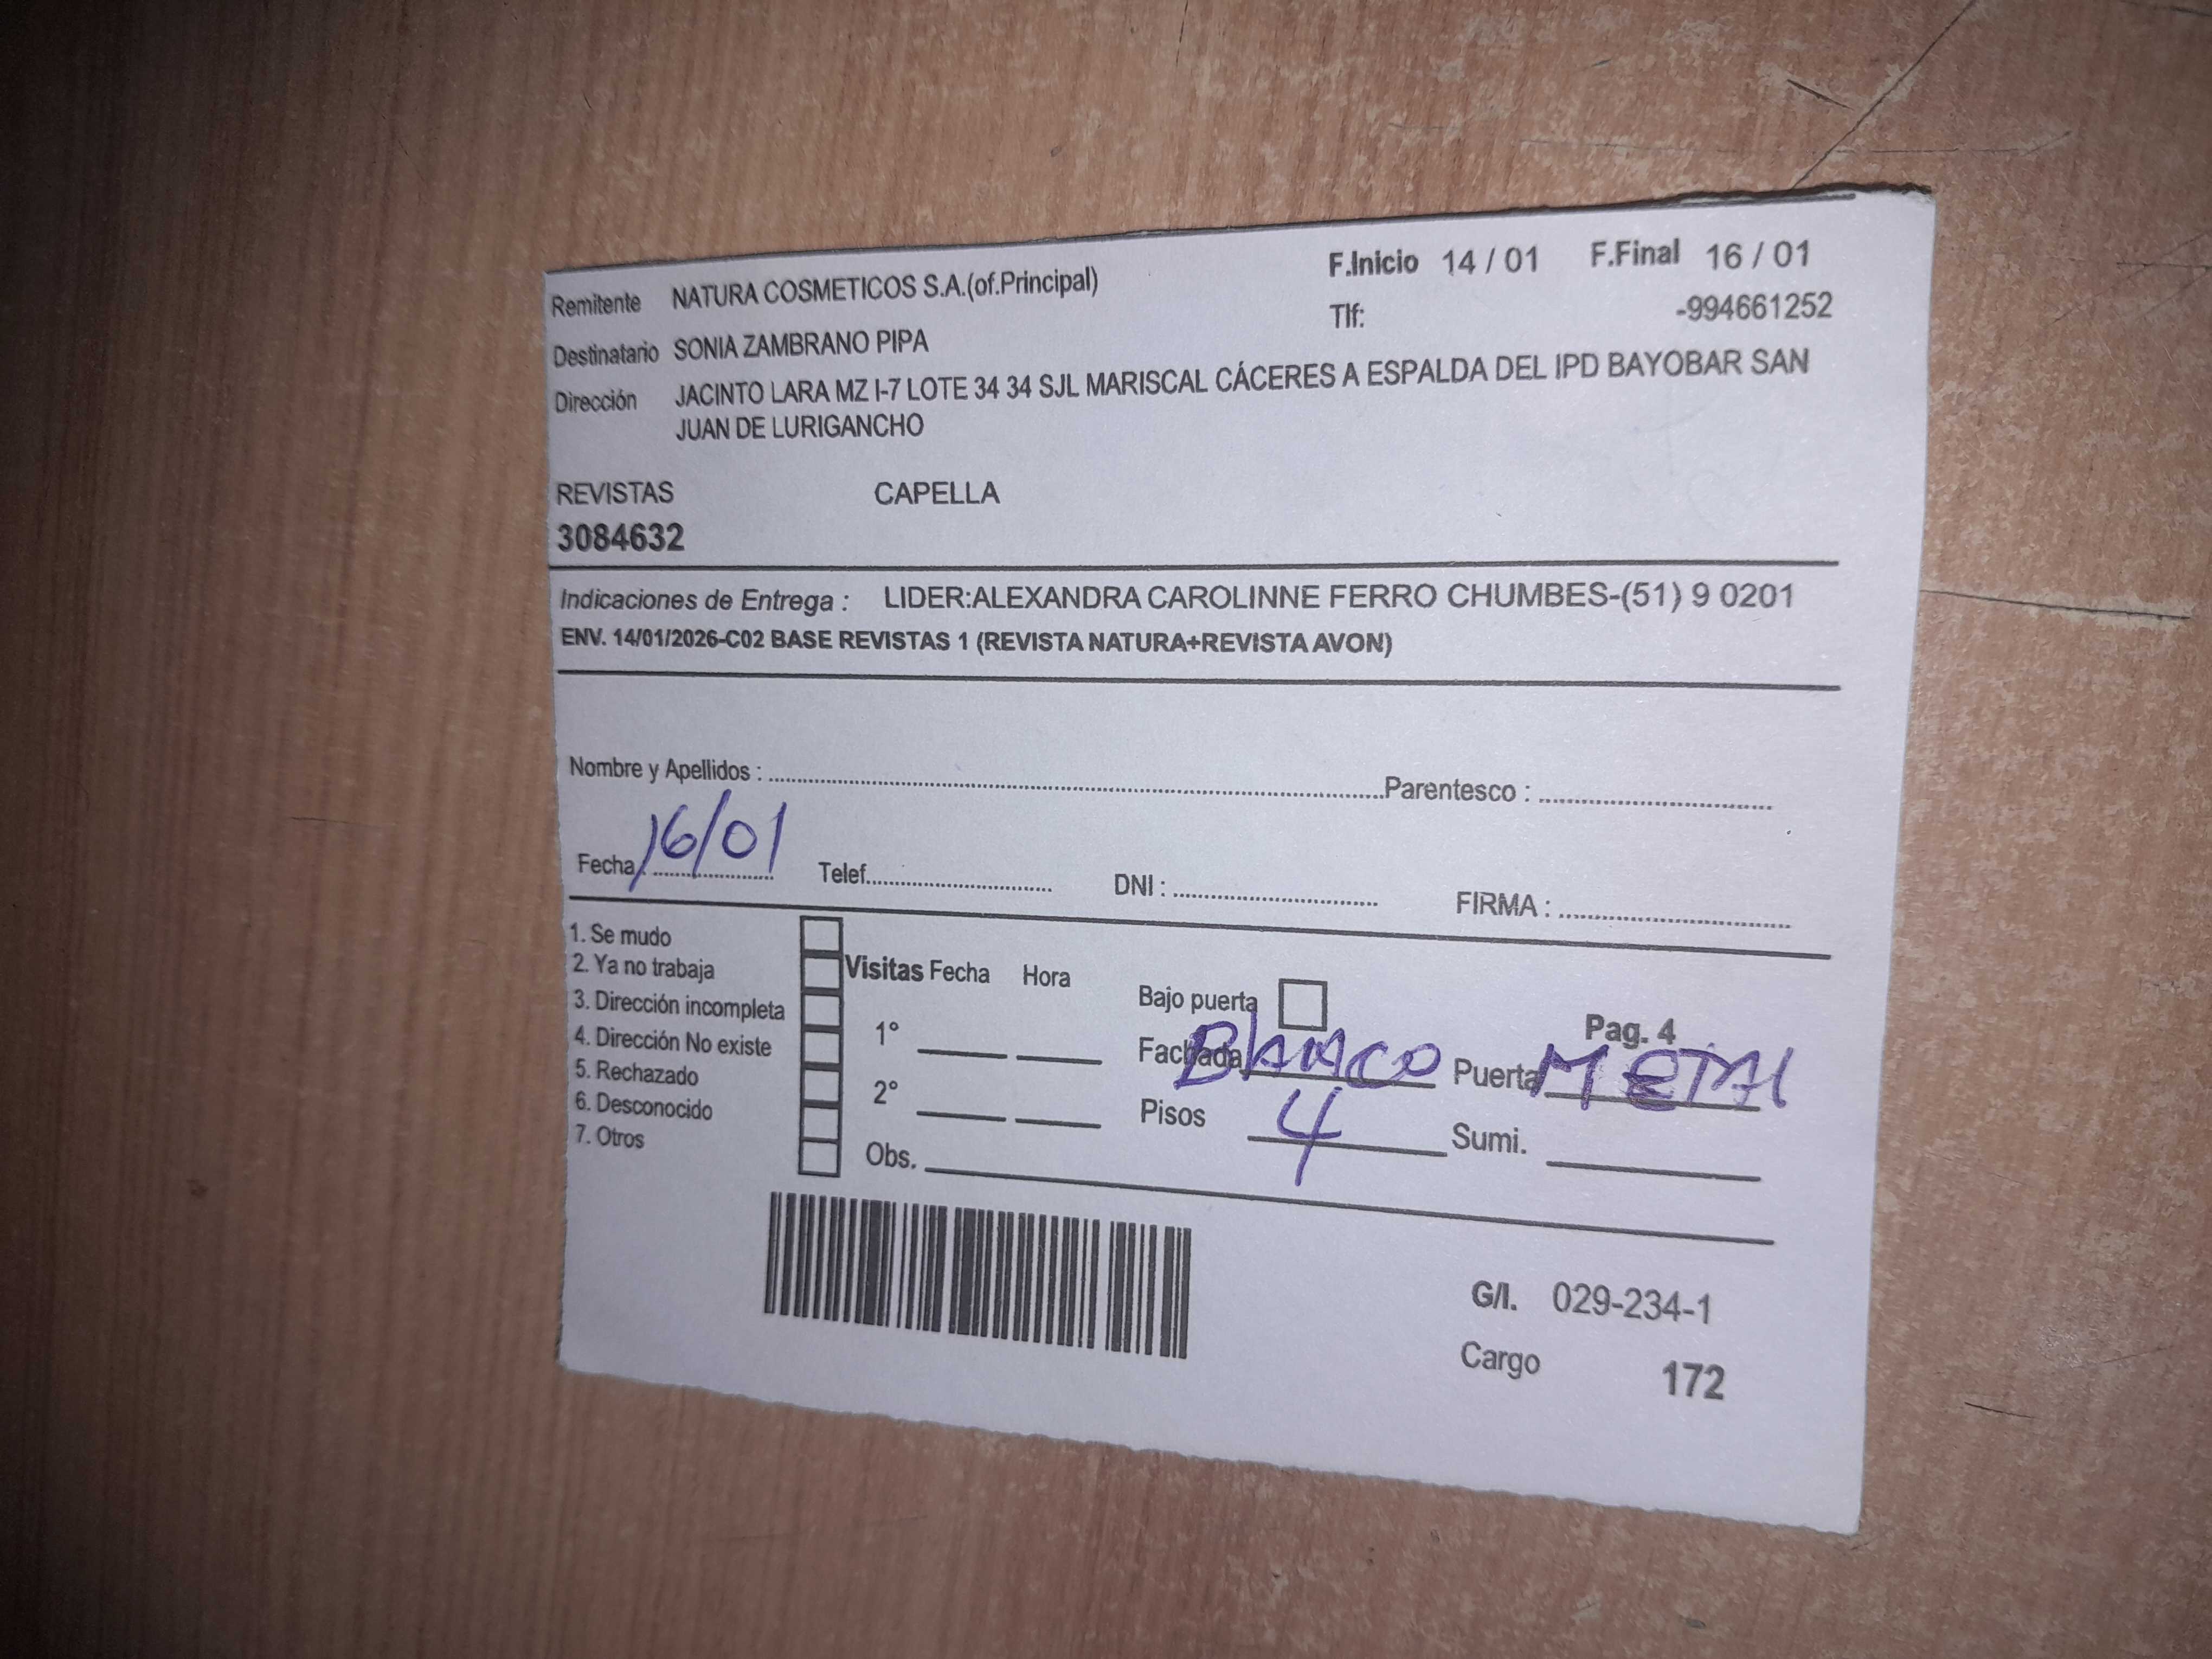 Remitente NATURA COSMETICOS S.A.(of.Principal) F.Inicio 14 / 01 F.Final 16 / 01
Tlf: -994661252
Destinatario SONIA ZAMBRANO PIPA
Dirección JACINTO LARA MZ I-7 LOTE 34 34 SJL MARISCAL CÁCERES A ESPALDA DEL IPD BAYOBAR SAN
JUAN DE LURIGANCHO
REVISTAS CAPELLA
3084632
Indicaciones de Entrega : LIDER:ALEXANDRA CAROLINNE FERRO CHUMBES-(51) 9 0201
ENV. 14/01/2026-C02 BASE REVISTAS 1 (REVISTA NATURA+REVISTA AVON)
Nombre y Apellidos : Parentesco :
Fecha 16/01 Telef. DNI : FIRMA :
1. Se mudo
2. Ya no trabaja Visitas Fecha Hora
3. Dirección incompleta Bajo puerta
Pag. 4
4. Dirección No existe 1° Fachada BLANCO Puerta METAL
5. Rechazado
6. Desconocido 2° Pisos 4 Sumi.
7. Otros Obs.
G/I. 029-234-1
Cargo 172